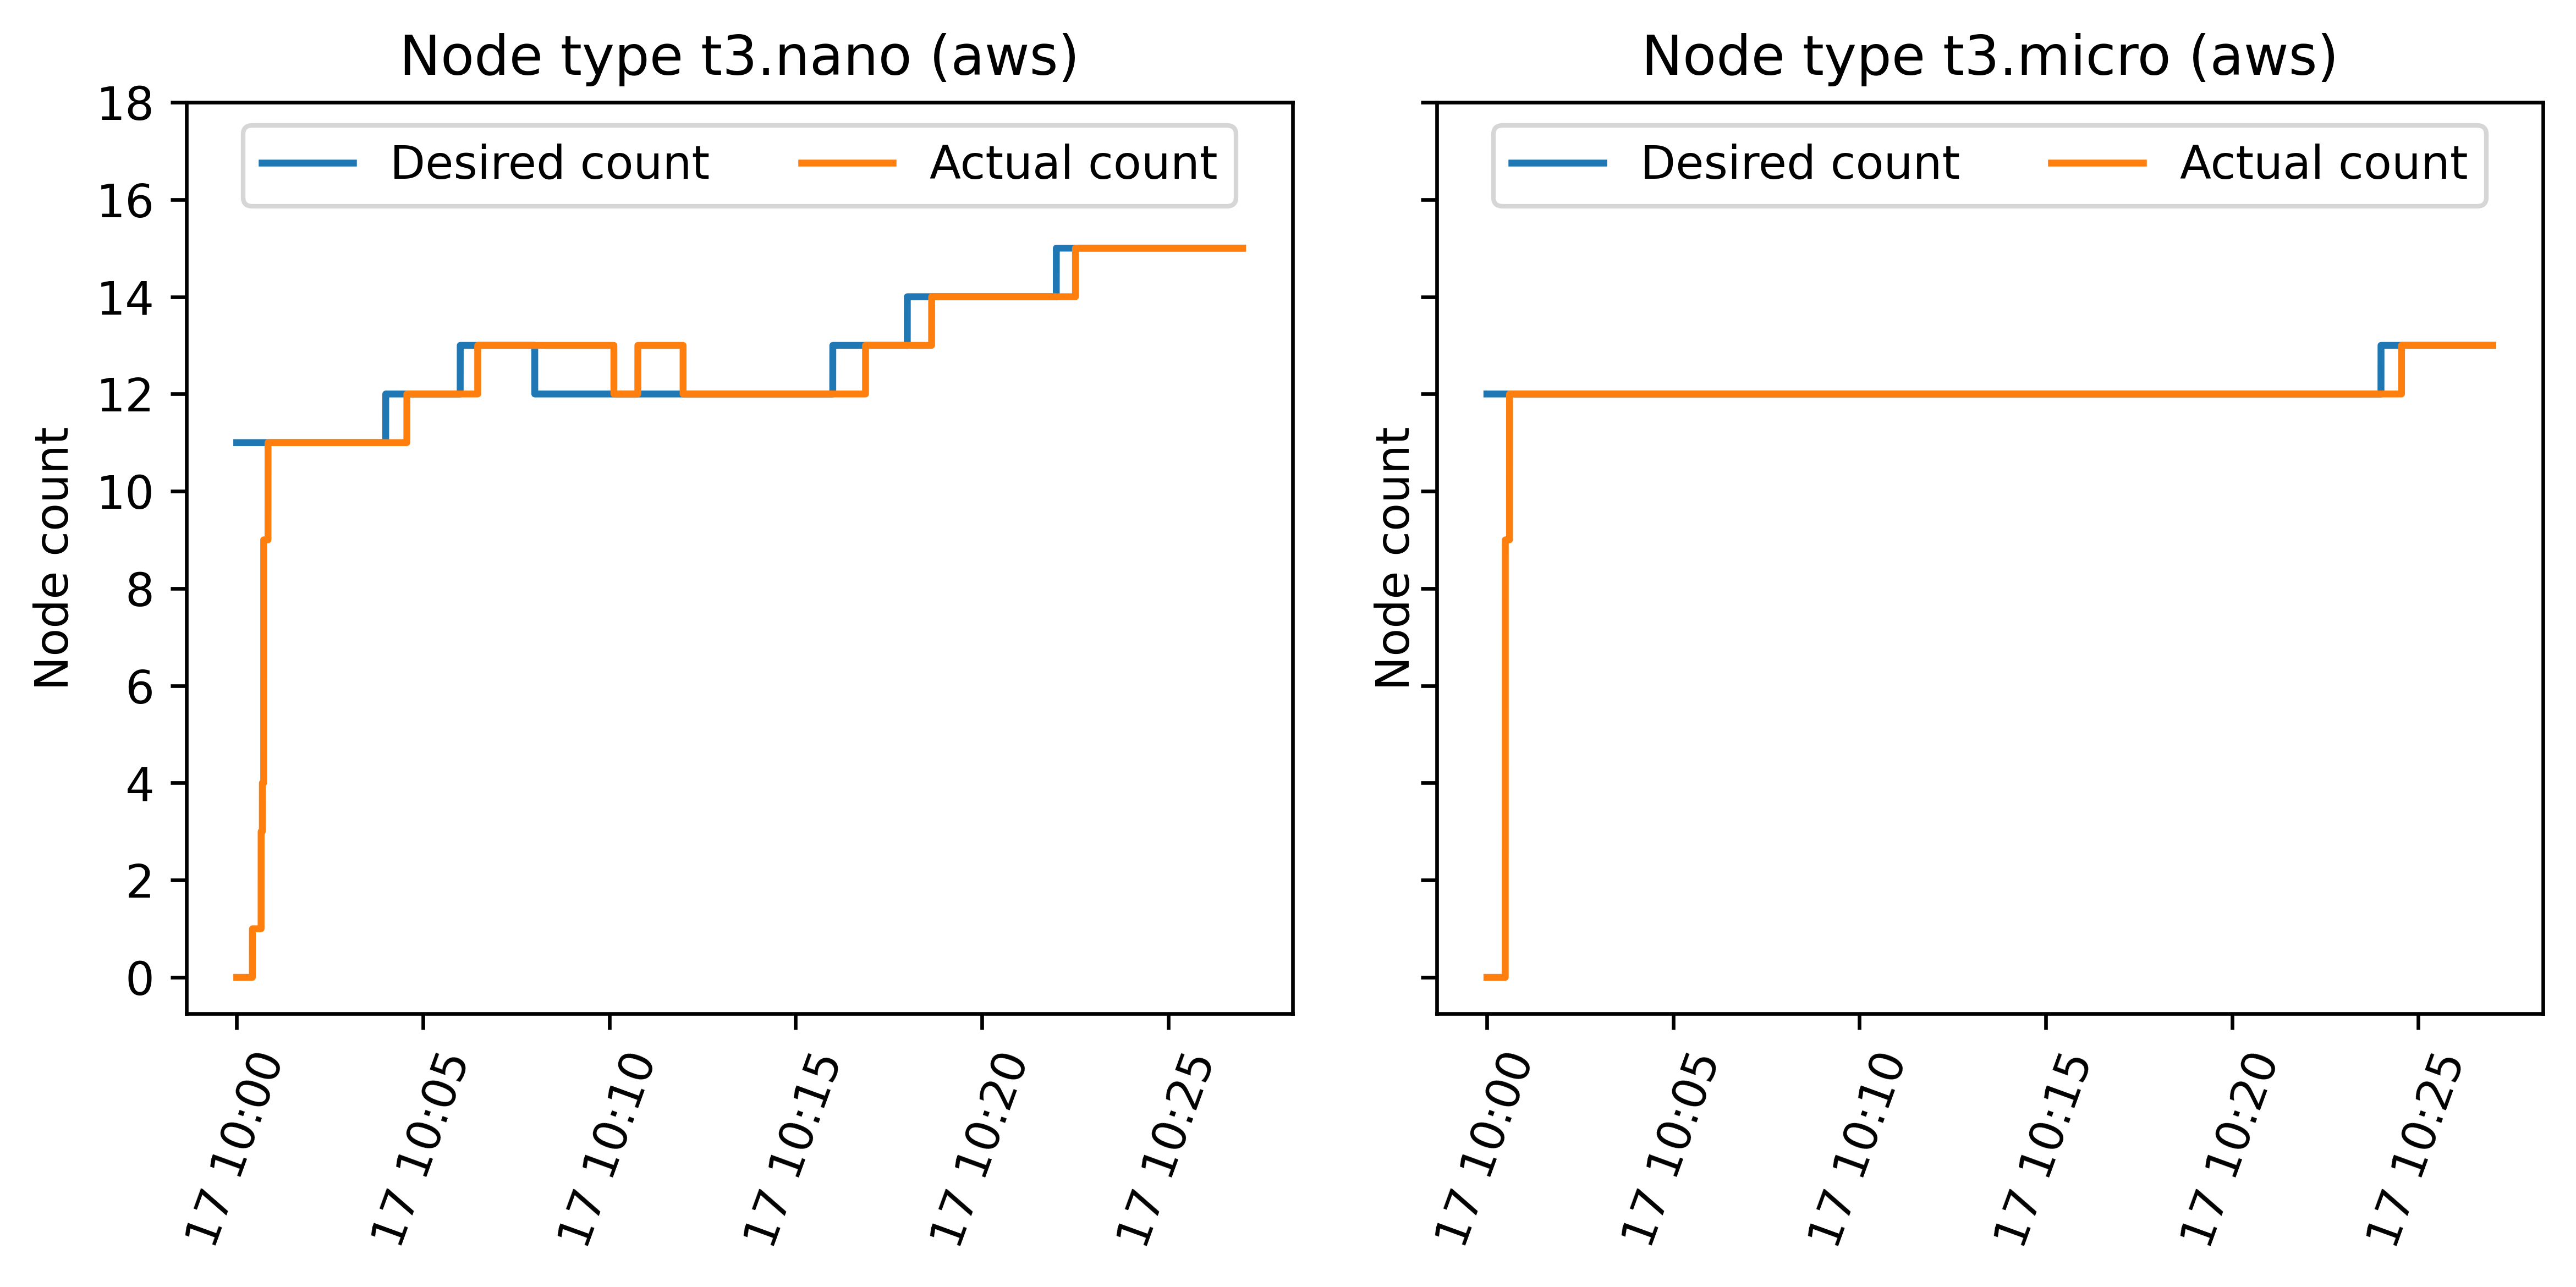 Node type t3.nano (aws)
Desired count
Actual count
Node count
18
16
14
12
10
8
6
4
2
0
17 10:00
17 10:05
17 10:10
17 10:15
17 10:20
17 10:25
Node type t3.micro (aws)
Desired count
Actual count
Node count
17 10:00
17 10:05
17 10:10
17 10:15
17 10:20
17 10:25